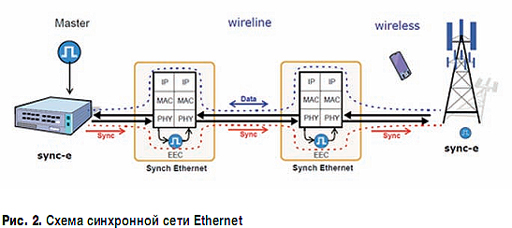 Master
wireline
wireless
IP IP
MAC MAC
PHY PHY
EEC
Synch Ethernet
Data
IP IP
MAC MAC
PHY PHY
EEC
Synch Ethernet
Sync
Sync
Sync
sync-e
sync-e
Рис. 2. Схема синхронной сети Ethernet